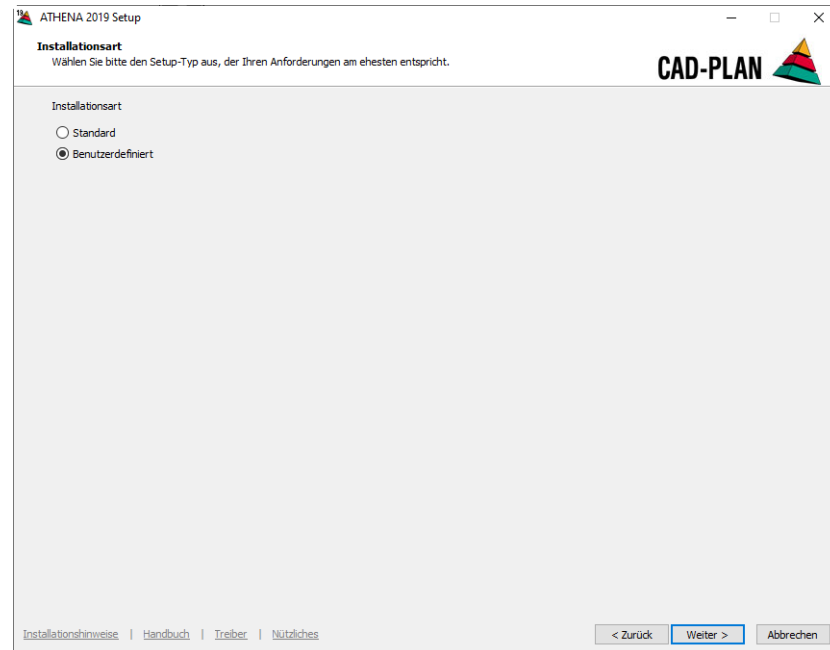 ATHENA 2019 Setup
Installationsart
Wählen Sie bitte den Setup-Typ aus, der Ihren Anforderungen am ehesten entspricht.
CAD-PLAN
Installationsart
Standard
Benutzerdefiniert
Installationshinweise | Handbuch | Treiber | Nützliches
< Zurück Weiter > Abbrechen